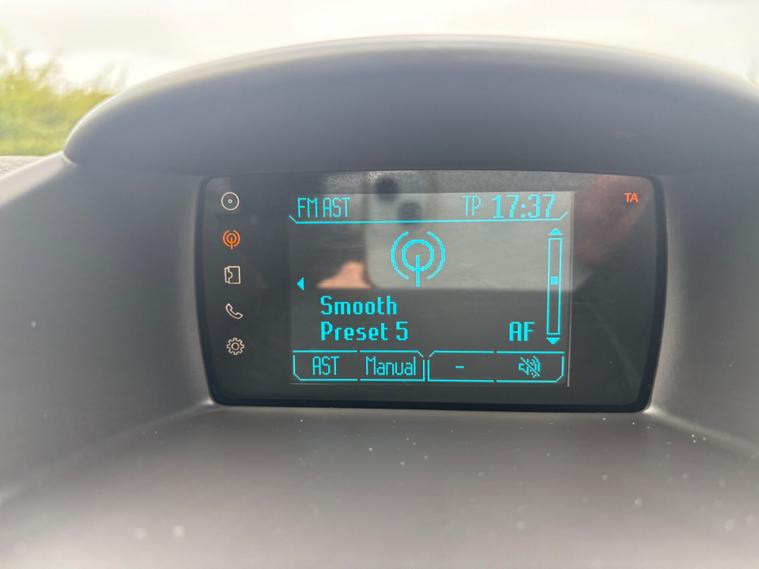 FM AST TP 17:37 TA
Smooth
Preset 5 AF
AST Manual -